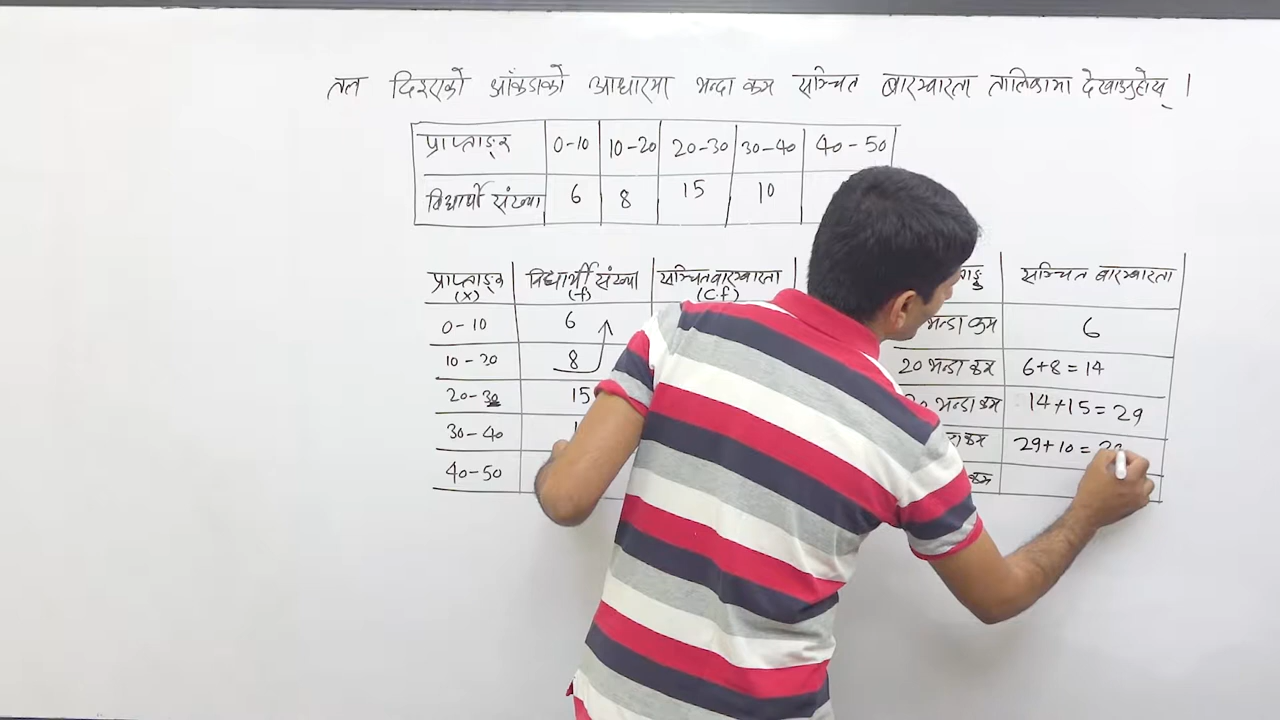 तल दिइएको आँकडाको आधारमा भन्दा कम सञ्चित बारम्बारता तालिकामा देखाउनुहोस् ।
प्राप्ताङ्क 0-10 10-20 20-30 30-40 40-50
विद्यार्थी संख्या 6 8 15 10
प्राप्ताङ्क (x) विद्यार्थी संख्या (f) सञ्चित बारम्बारता (C.f) सञ्चित बारम्बारता
0-10 6 भन्दा कम 6
10-20 8 20 भन्दा कम 6+8=14
20-30 15 भन्दा कम 14+15=29
30-40 कम 29+10=
40-50 कम